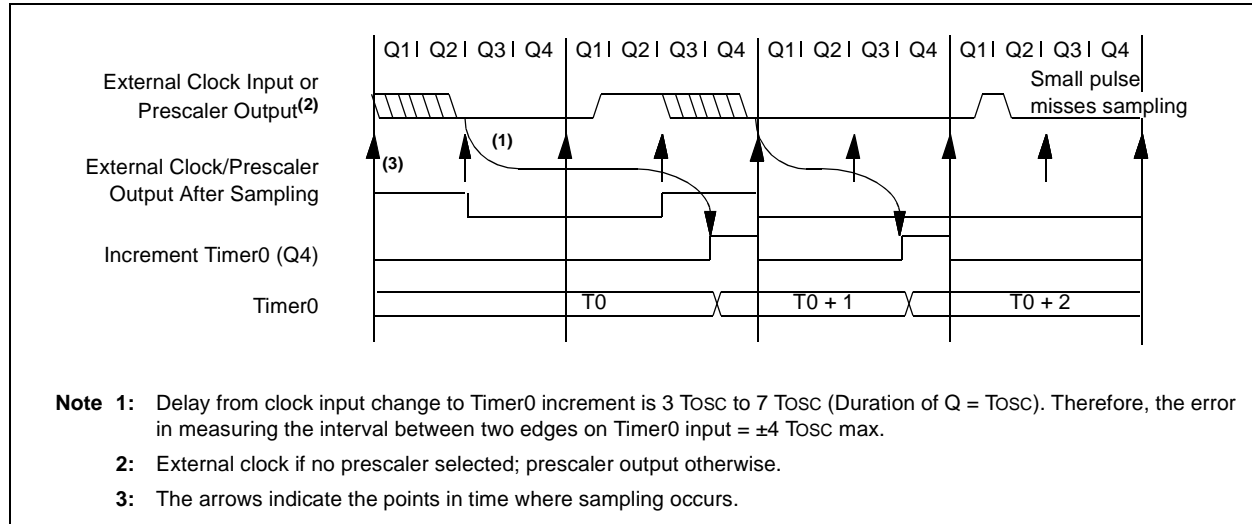 Q1 Q2 Q3 Q4 Q1 Q2 Q3 Q4 Q1 Q2 Q3 Q4 Q1 Q2 Q3 Q4
External Clock Input or
Prescaler Output(2)
Small pulse
misses sampling
(1)
(3)
External Clock/Prescaler
Output After Sampling
Increment Timer0 (Q4)
Timer0
T0
T0 + 1
T0 + 2
Note 1: Delay from clock input change to Timer0 increment is 3 TOSC to 7 TOSC (Duration of Q = TOSC). Therefore, the error
in measuring the interval between two edges on Timer0 input = ±4 TOSC max.
2: External clock if no prescaler selected; prescaler output otherwise.
3: The arrows indicate the points in time where sampling occurs.